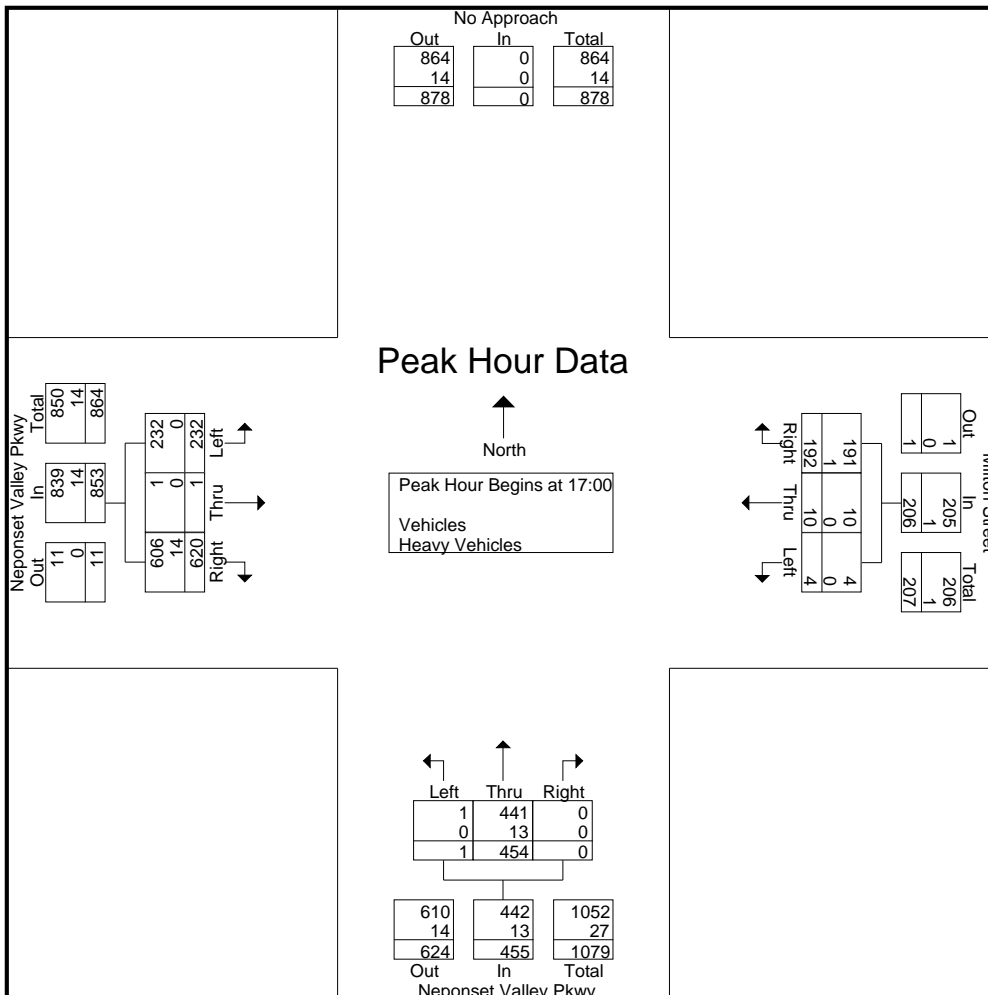 No Approach
Out In Total
864 0 864
14 0 14
878 0 878
Peak Hour Data
North
Peak Hour Begins at 17:00
Vehicles
Heavy Vehicles
Neponset Valley Pkwy
Out In Total
11 839 850
0 14 14
11 853 864
Right Thru Left
606 1 232
14 0 0
620 1 232
Out In Total
1 205 206
0 1 1
1 206 207
Right Thru Left
191 10 4
1 0 0
192 10 4
Left Thru Right
1 441 0
0 13 0
1 454 0
610 442 1052
14 13 27
624 455 1079
Out In Total
Neponset Valley Pkwy